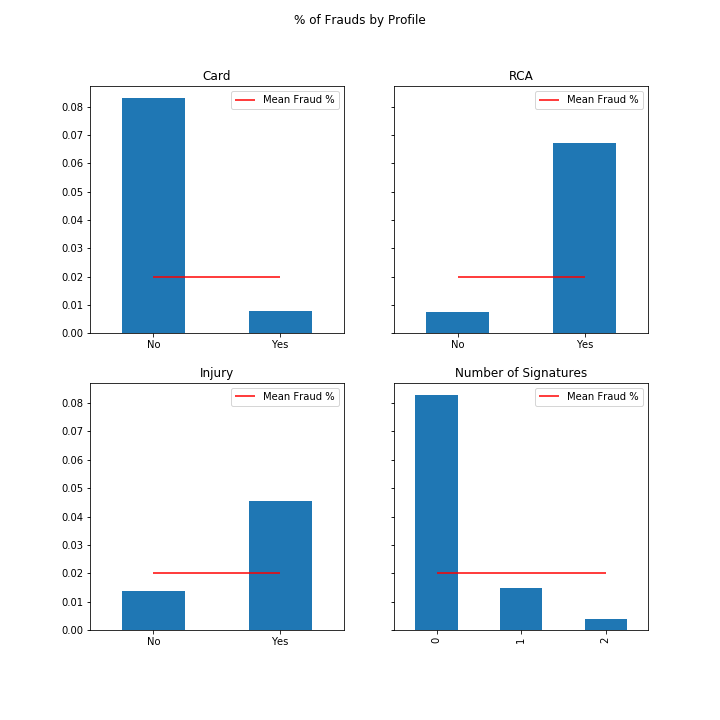 % of Frauds by Profile
Card
Mean Fraud %
0.08
0.07
0.06
0.05
0.04
0.03
0.02
0.01
0.00
No Yes
RCA
Mean Fraud %
No Yes
Injury
Mean Fraud %
0.08
0.07
0.06
0.05
0.04
0.03
0.02
0.01
0.00
No Yes
Number of Signatures
Mean Fraud %
0 1 2